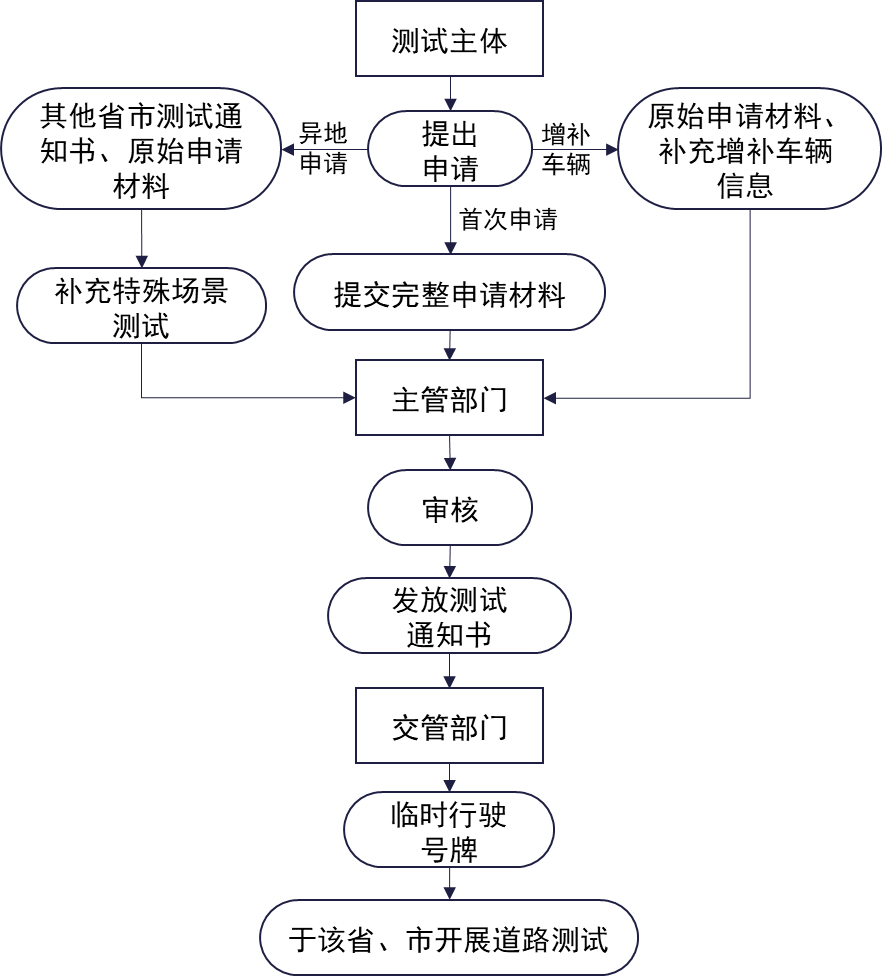 测试主体
其他省市测试通
知书、原始申请
材料
异地
申请
提出
申请
增补
车辆
原始申请材料、
补充增补车辆
信息
首次申请
补充特殊场景
测试
提交完整申请材料
主管部门
审核
发放测试
通知书
交管部门
临时行驶
号牌
于该省、市开展道路测试